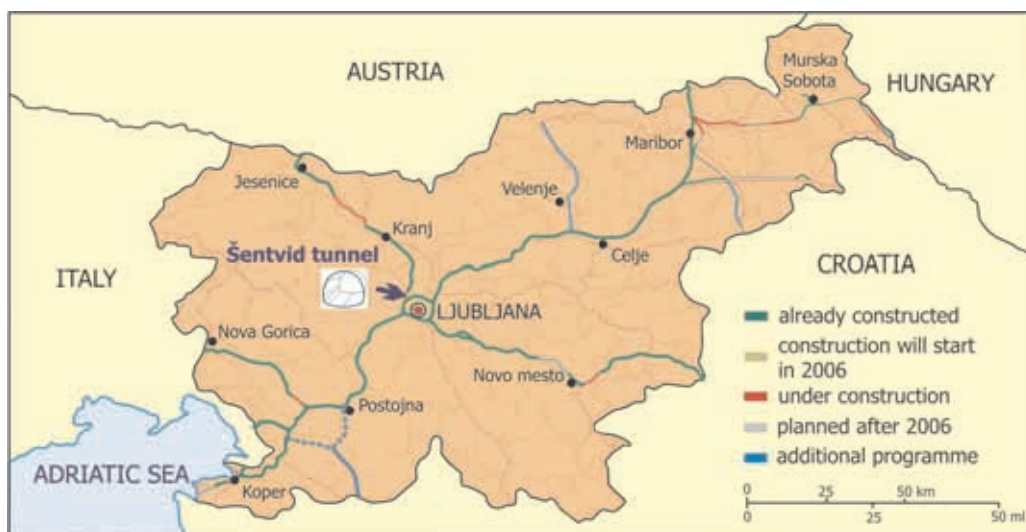 AUSTRIA
HUNGARY
Murska
Sobota
Maribor
Jesenice
Velenje
Kranj
Celje
Šentvid tunnel
ITALY
CROATIA
LJUBLJANA
Nova Gorica
Novo mesto
Postojna
ADRIATIC SEA
Koper
already constructed
construction will start
in 2006
under construction
planned after 2006
additional programme
0 25 50 km
0 25 50 ml